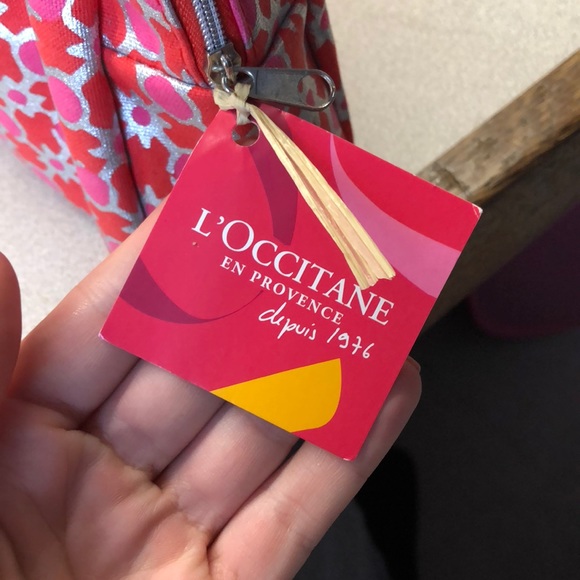 L'OCCITANE
EN PROVENCE
depuis 1976